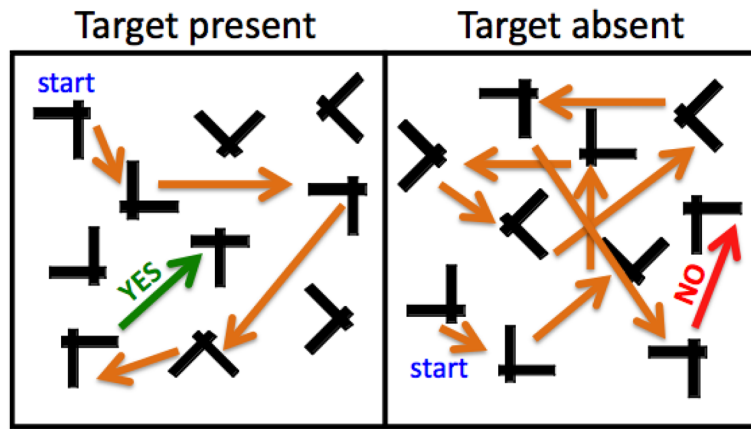 Target present
Target absent
start
YES
NO
start